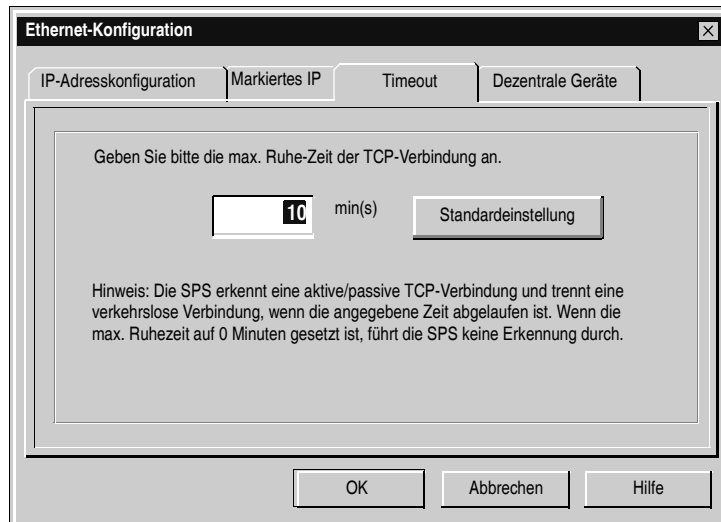 Ethernet-Konfiguration
IP-Adresskonfiguration
Markiertes IP
Timeout
Dezentrale Geräte
Geben Sie bitte die max. Ruhe-Zeit der TCP-Verbindung an.
10
min(s)
Standardeinstellung
Hinweis: Die SPS erkennt eine aktive/passive TCP-Verbindung und trennt eine
verkehrslose Verbindung, wenn die angegebene Zeit abgelaufen ist. Wenn die
max. Ruhezeit auf 0 Minuten gesetzt ist, führt die SPS keine Erkennung durch.
OK
Abbrechen
Hilfe